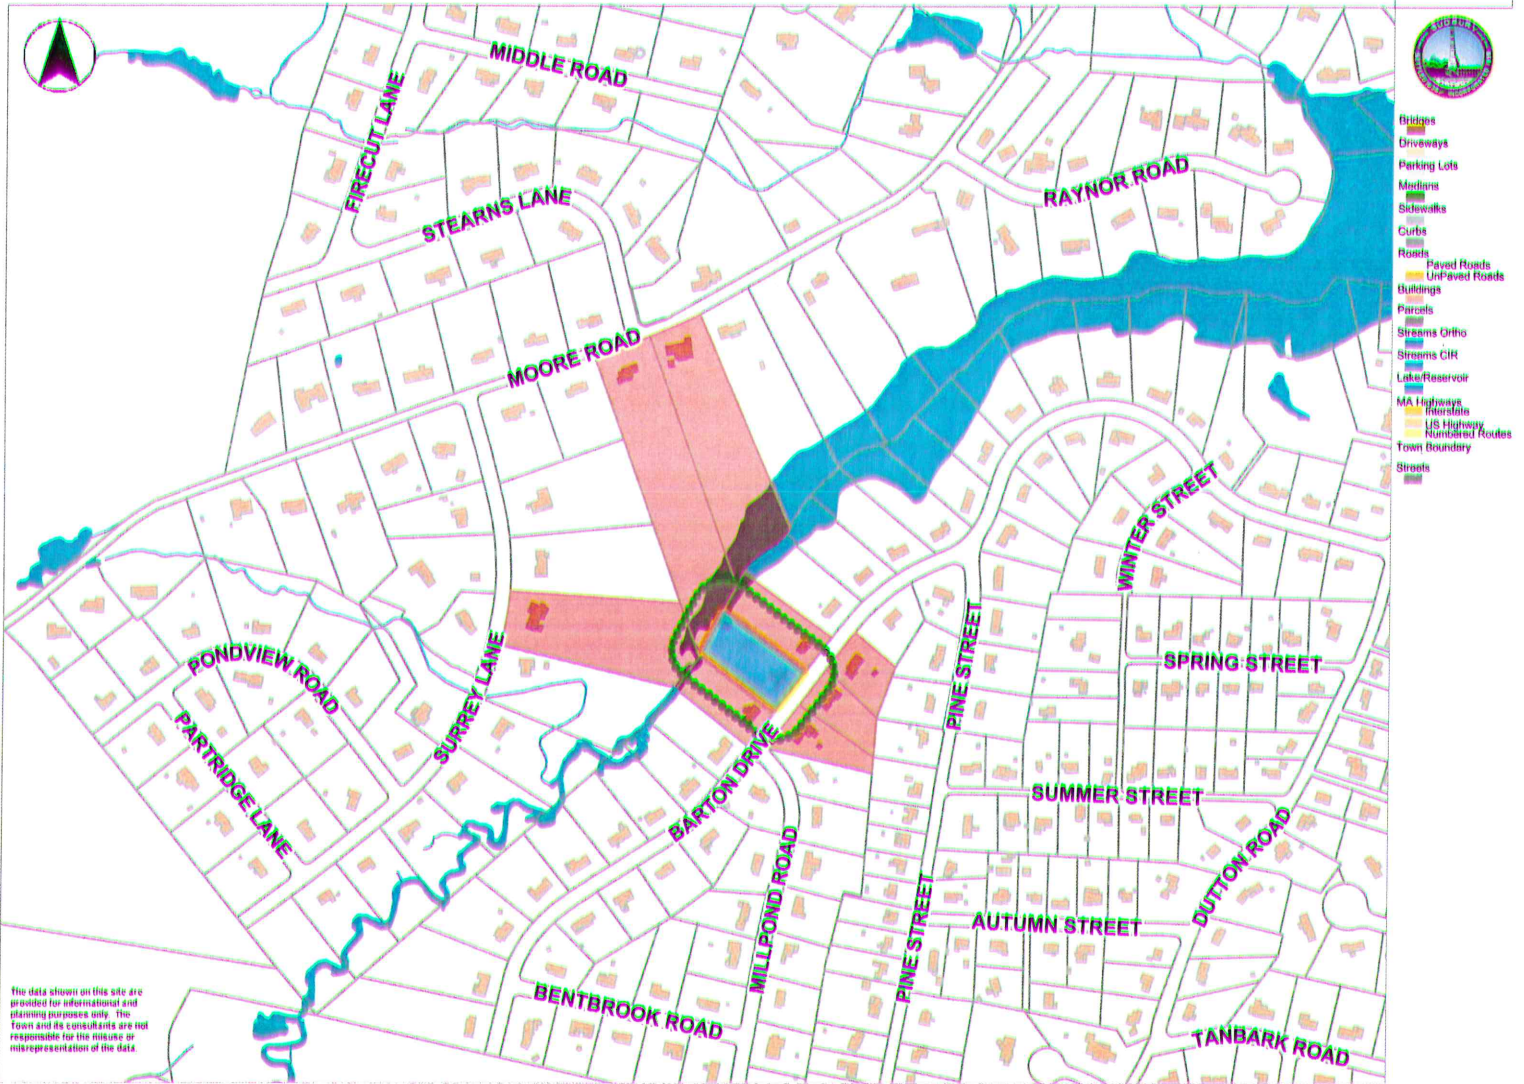 MIDDLE ROAD
FIRECUT LANE
STEARNS LANE
RAYNOR ROAD
MOORE ROAD
WINTER STREET
PONDVIEW ROAD
SURREY LANE
PINE STREET
SPRING STREET
PARTRIDGE LANE
BARTON DRIVE
SUMMER STREET
MILLPOND ROAD
DUTTON ROAD
PINE STREET
AUTUMN STREET
BENTBROOK ROAD
TANBARK ROAD
SUDBURY
Bridges
Driveways
Parking Lots
Medians
Sidewalks
Curbs
Roads
Paved Roads
UnPaved Roads
Buildings
Parcels
Streams Ortho
Streams CIR
Lake/Reservoir
MA Highways
Interstate
US Highway
Numbered Routes
Town Boundary
Streets
The data shown on this site are
provided for informational and
planning purposes only. The
Town and its consultants are not
responsible for the misuse or
misrepresentation of the data.